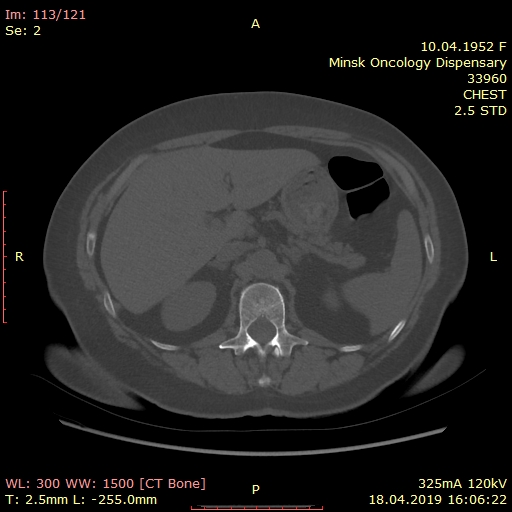 Im: 113/121
Se: 2
A
10.04.1952 F
Minsk Oncology Dispensary
33960
CHEST
2.5 STD
R
L
WL: 300 WW: 1500 [CT Bone]
T: 2.5mm L: -255.0mm
P
325mA 120kV
18.04.2019 16:06:22